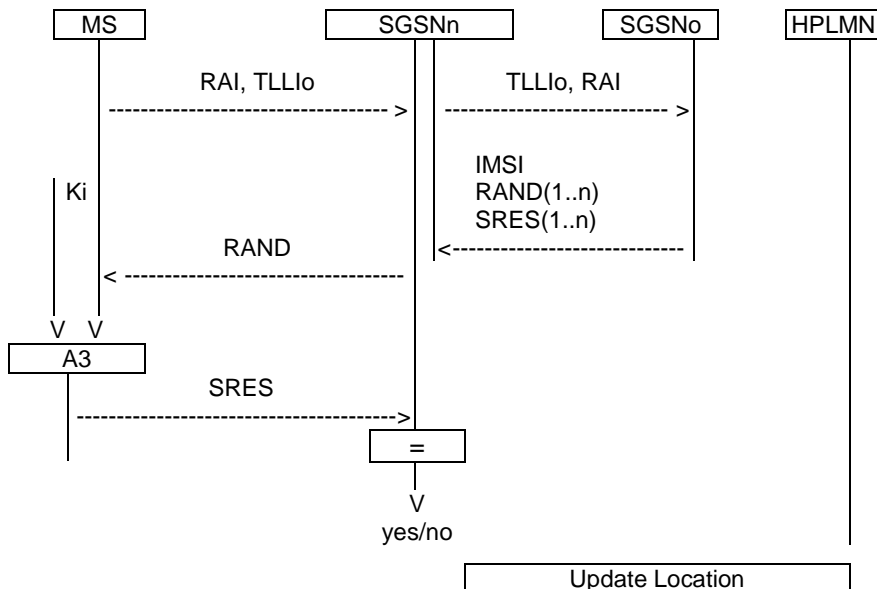 MS SGSNn SGSNo HPLMN
RAI, TLLIo TLLIo, RAI
------------------------------------ > ----------------------------- >
IMSI
Ki RAND(1..n)
SRES(1..n)
RAND <------------------------------
< ------------------------------------
V V
A3
SRES
----------------------------------------->
=
V
yes/no
Update Location